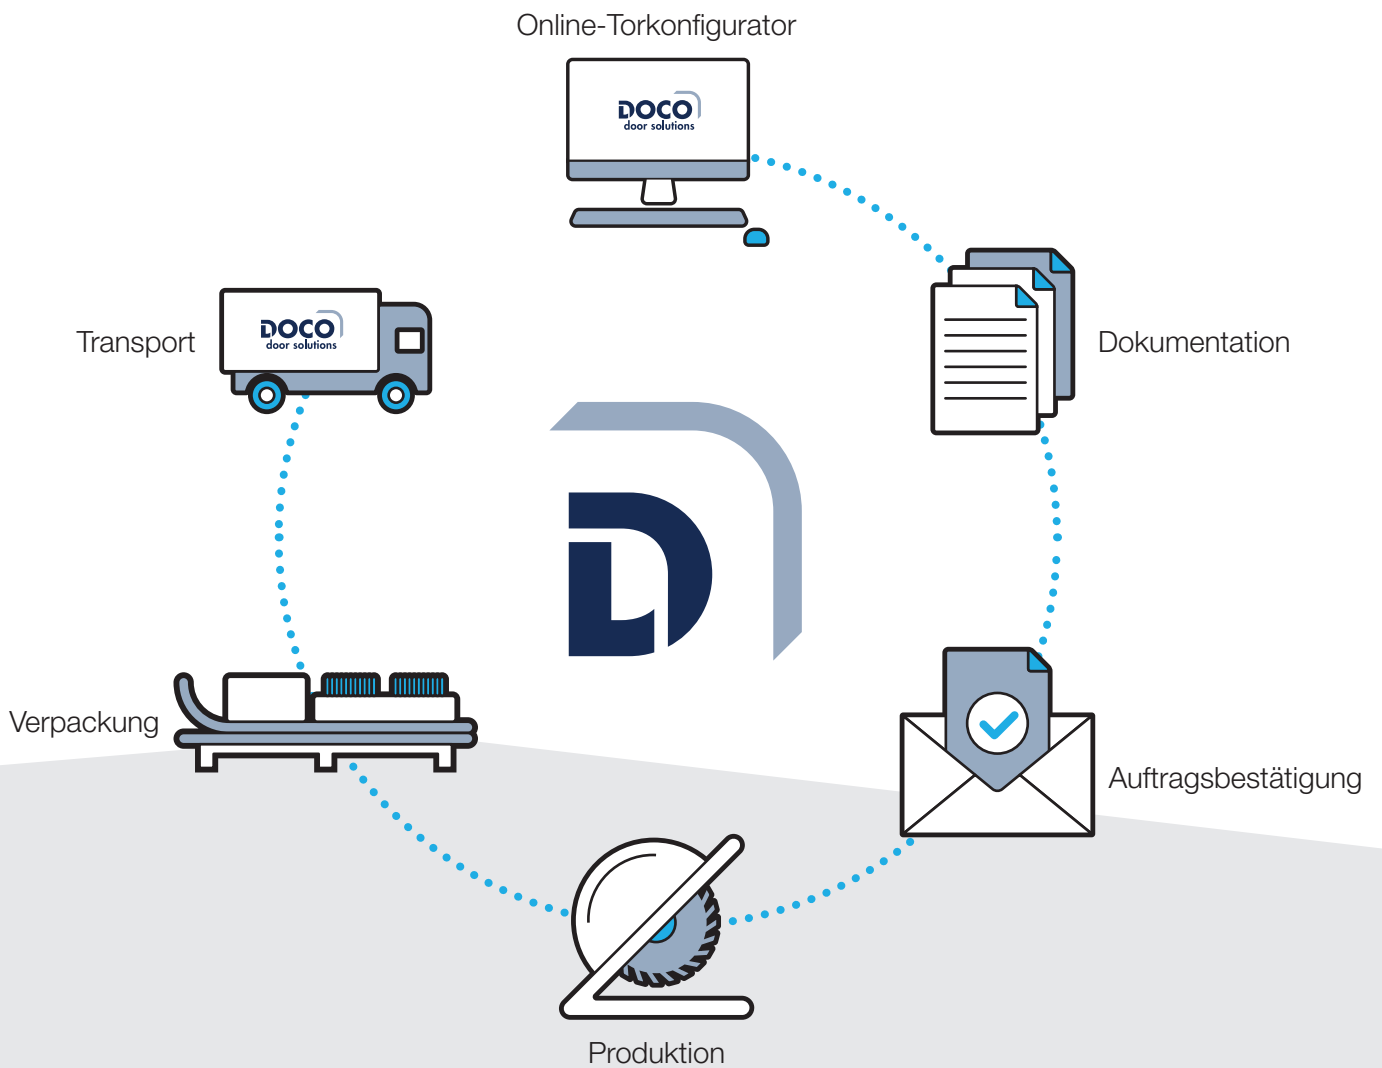 Online-Torkonfigurator
DOCO
door solutions
Dokumentation
Transport
DOCO
door solutions
Verpackung
Auftragsbestätigung
Produktion